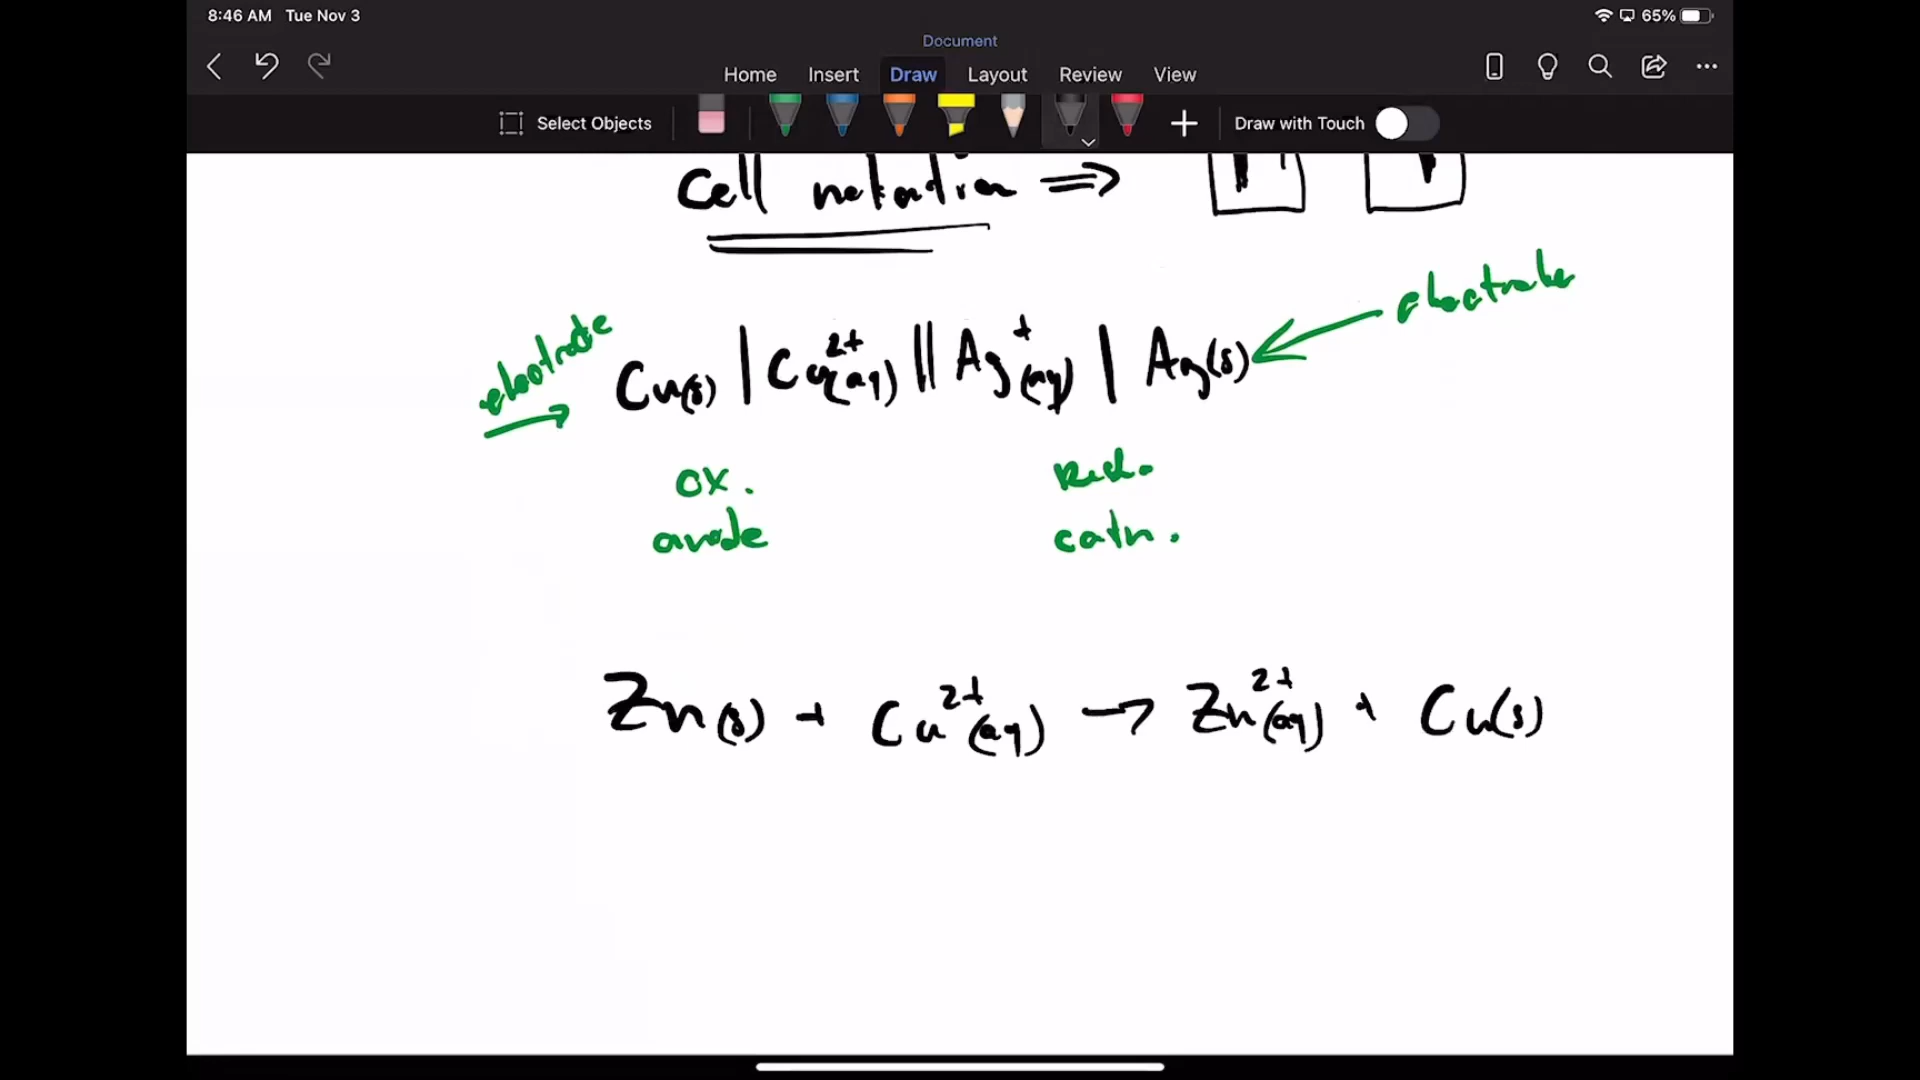 8:46 AM Tue Nov 3
65%
Document
Home Insert Draw Layout Review View
Select Objects
Draw with Touch
Cell notation ⇒
electrode
electrode
Cu(s) | Cu²⁺(aq) || Ag⁺(aq) | Ag(s)
ox.
Red.
anode
cath.
Zn(s) + Cu²⁺(aq) → Zn²⁺(aq) + Cu(s)